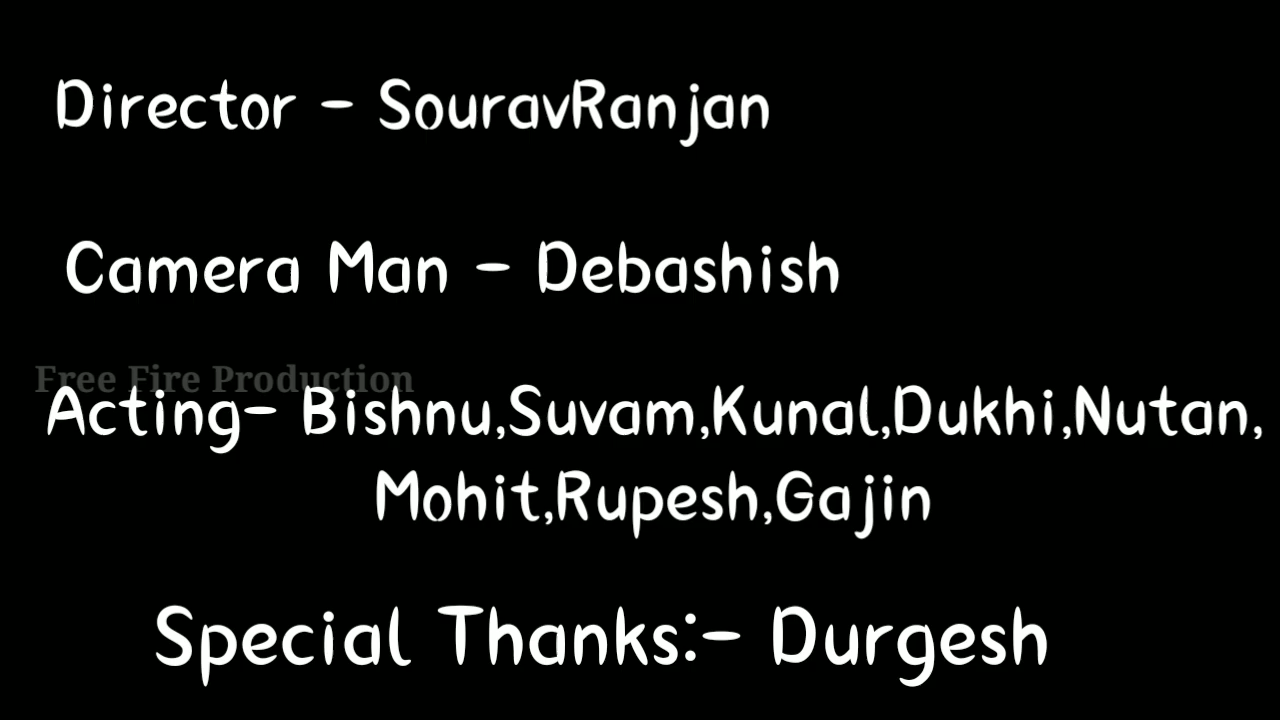 Director - SouravRanjan
Camera Man - Debashish
Free Fire Production
Acting- Bishnu,Suvam,Kunal,Dukhi,Nutan,
Mohit,Rupesh,Gajin
Special Thanks:- Durgesh